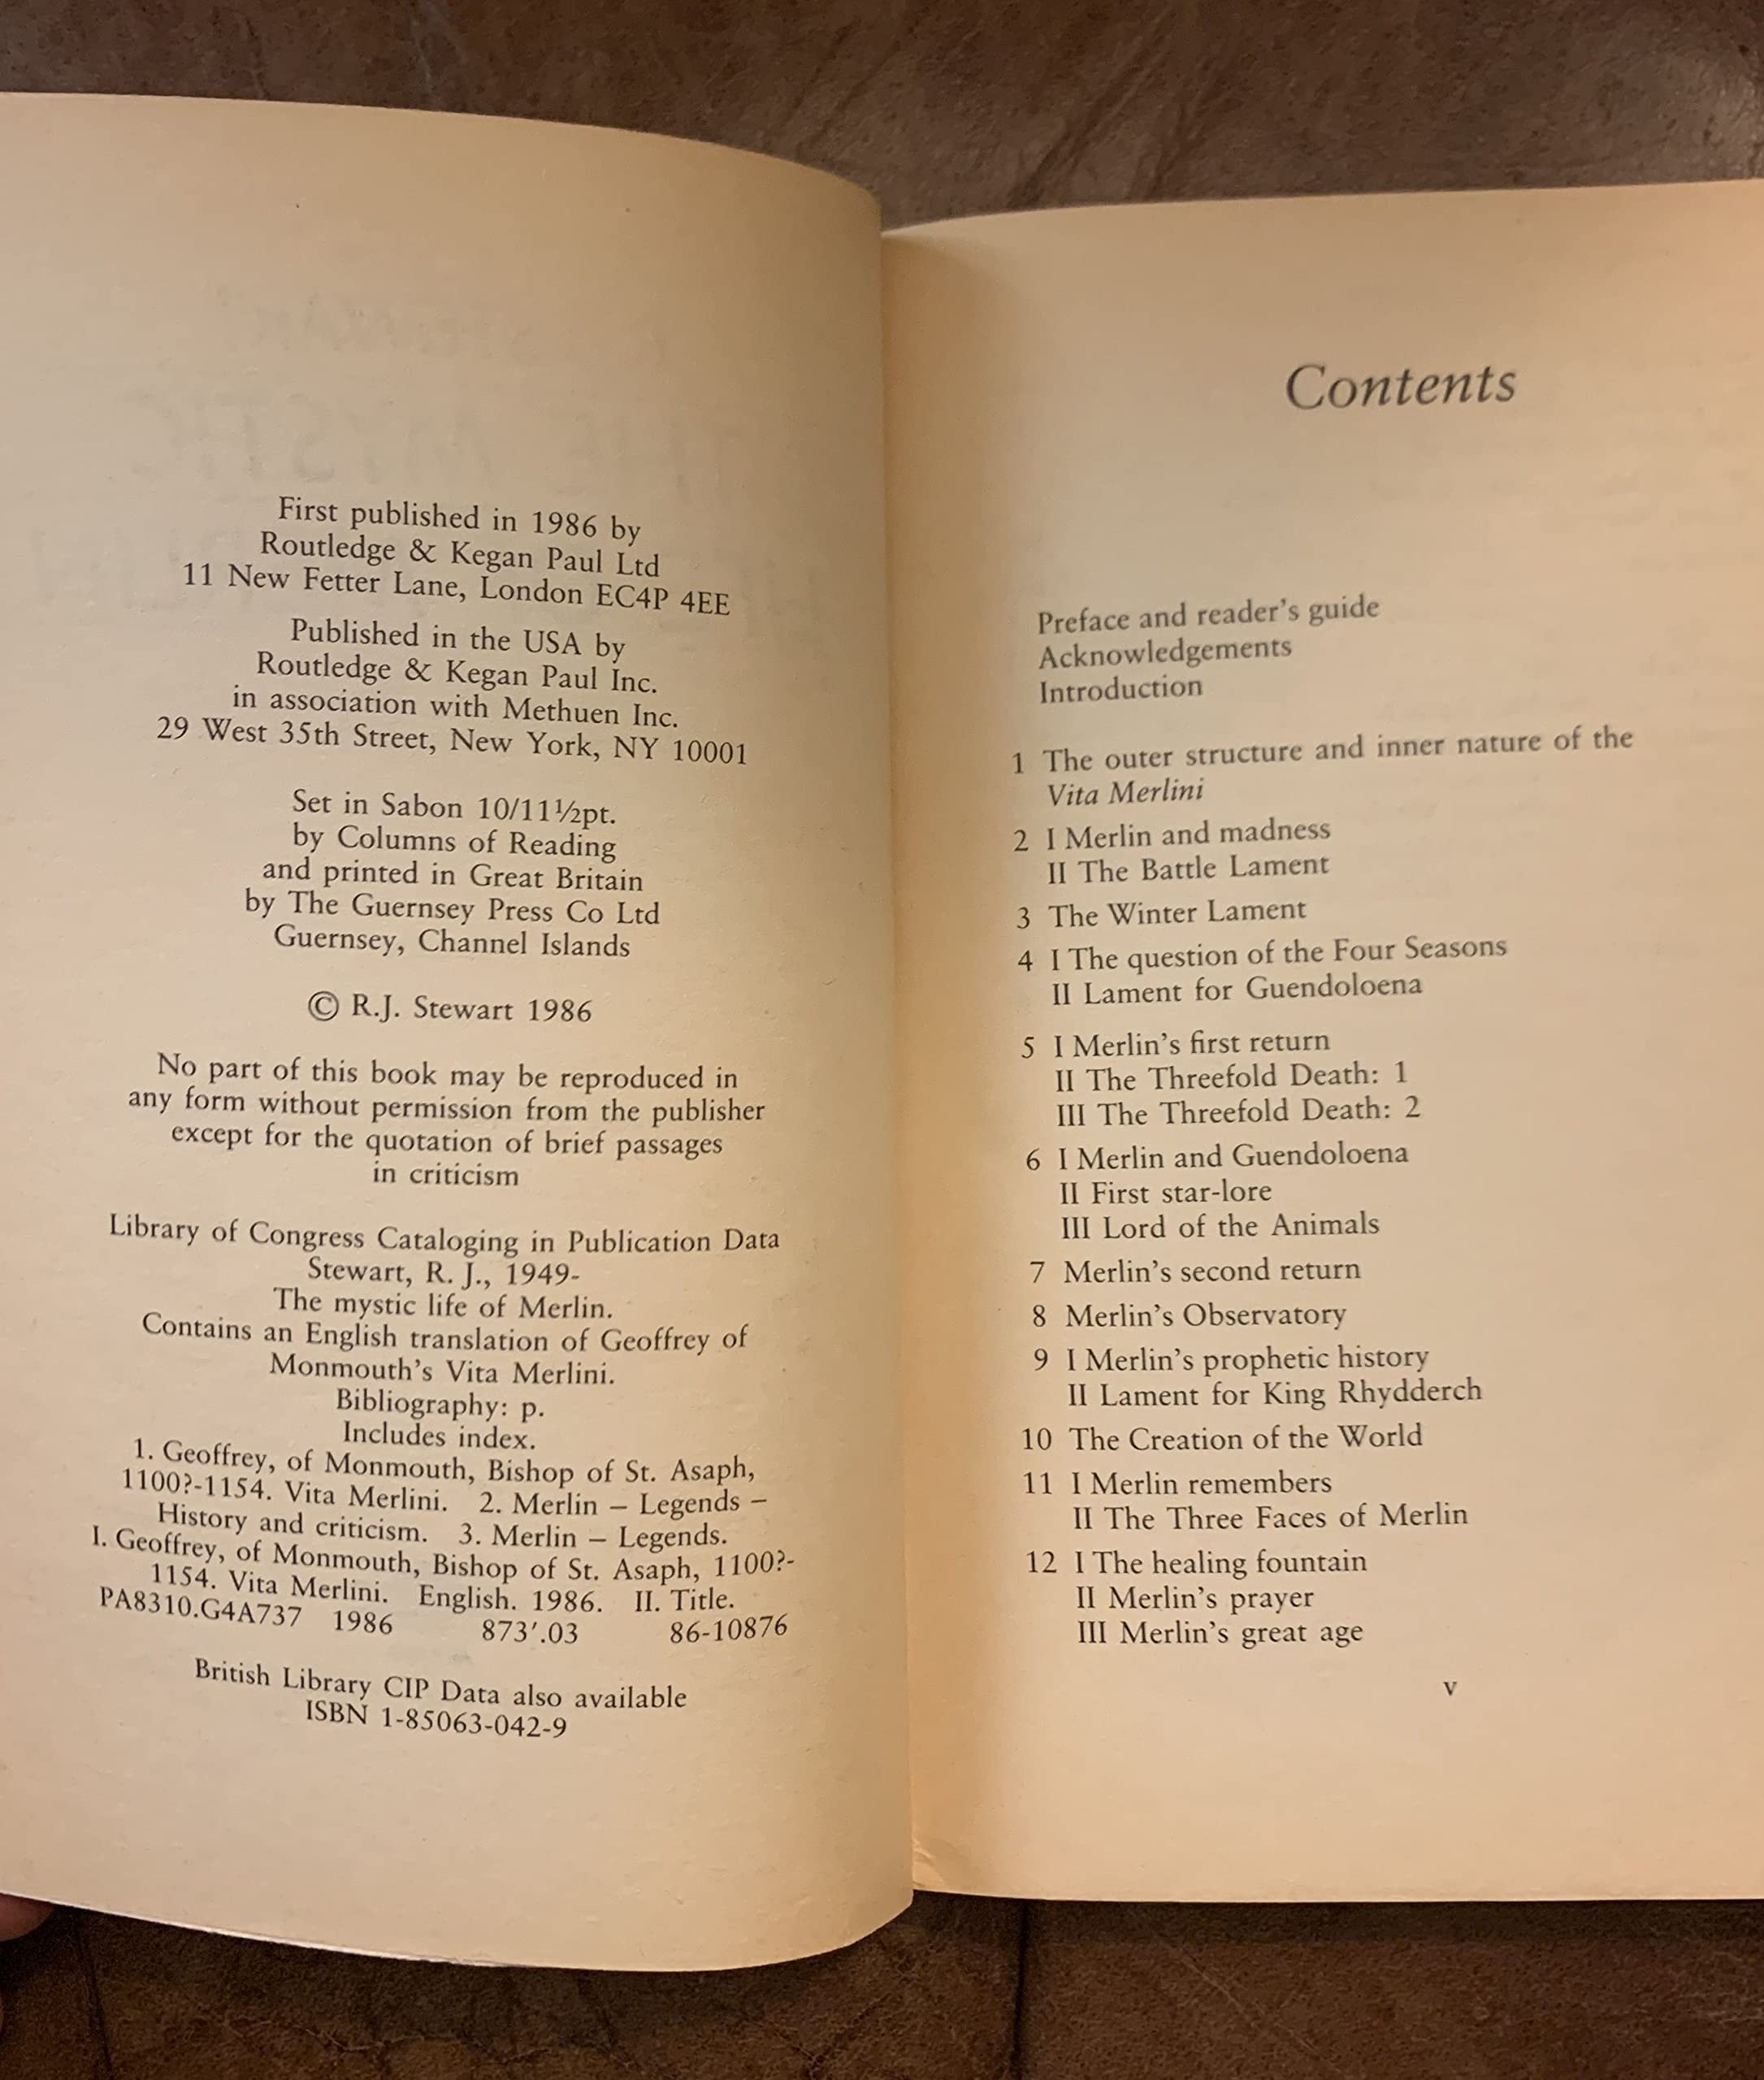 First published in 1986 by
Routledge & Kegan Paul Ltd
11 New Fetter Lane, London EC4P 4EE
Published in the USA by
Routledge & Kegan Paul Inc.
in association with Methuen Inc.
29 West 35th Street, New York, NY 10001
Set in Sabon 10/11½pt.
by Columns of Reading
and printed in Great Britain
by The Guernsey Press Co Ltd
Guernsey, Channel Islands
© R.J. Stewart 1986
No part of this book may be reproduced in
any form without permission from the publisher
except for the quotation of brief passages
in criticism
Library of Congress Cataloging in Publication Data
Stewart, R. J., 1949-
The mystic life of Merlin.
Contains an English translation of Geoffrey of
Monmouth's Vita Merlini.
Bibliography: p.
Includes index.
1. Geoffrey, of Monmouth, Bishop of St. Asaph,
1100?-1154. Vita Merlini. 2. Merlin – Legends –
History and criticism. 3. Merlin – Legends.
I. Geoffrey, of Monmouth, Bishop of St. Asaph, 1100?-
1154. Vita Merlini. English. 1986. II. Title.
PA8310.G4A737 1986 873′.03 86-10876
British Library CIP Data also available
ISBN 1-85063-042-9
Contents
Preface and reader's guide
Acknowledgements
Introduction
1 The outer structure and inner nature of the
Vita Merlini
2 I Merlin and madness
II The Battle Lament
3 The Winter Lament
4 I The question of the Four Seasons
II Lament for Guendoloena
5 I Merlin's first return
II The Threefold Death: 1
III The Threefold Death: 2
6 I Merlin and Guendoloena
II First star-lore
III Lord of the Animals
7 Merlin's second return
8 Merlin's Observatory
9 I Merlin's prophetic history
II Lament for King Rhydderch
10 The Creation of the World
11 I Merlin remembers
II The Three Faces of Merlin
12 I The healing fountain
II Merlin's prayer
III Merlin's great age
v